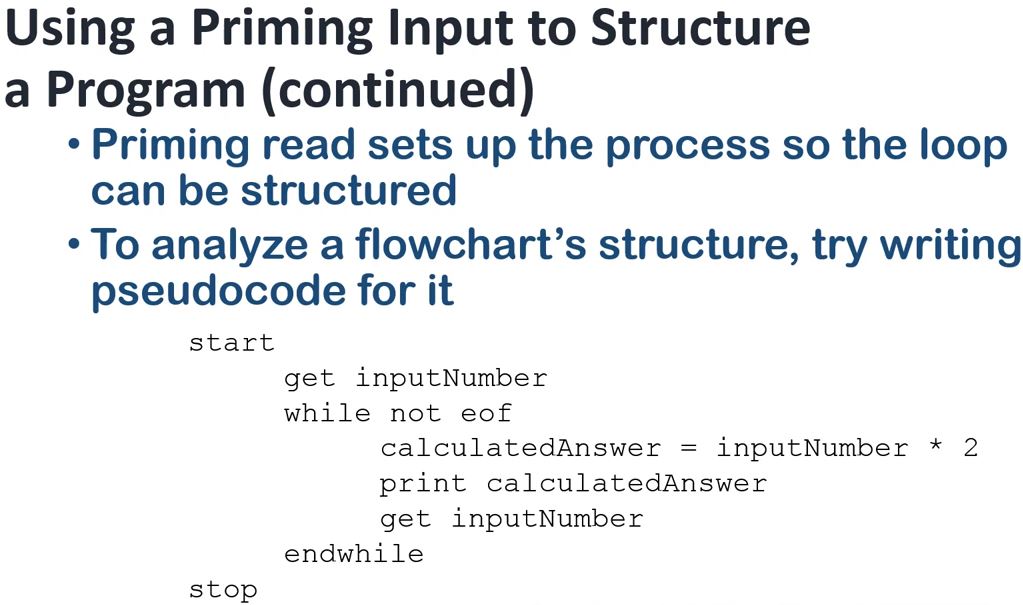 Using a Priming Input to Structure
a Program (continued)
• Priming read sets up the process so the loop
can be structured
• To analyze a flowchart’s structure, try writing
pseudocode for it
start
get inputNumber
while not eof
calculatedAnswer = inputNumber * 2
print calculatedAnswer
get inputNumber
endwhile
stop